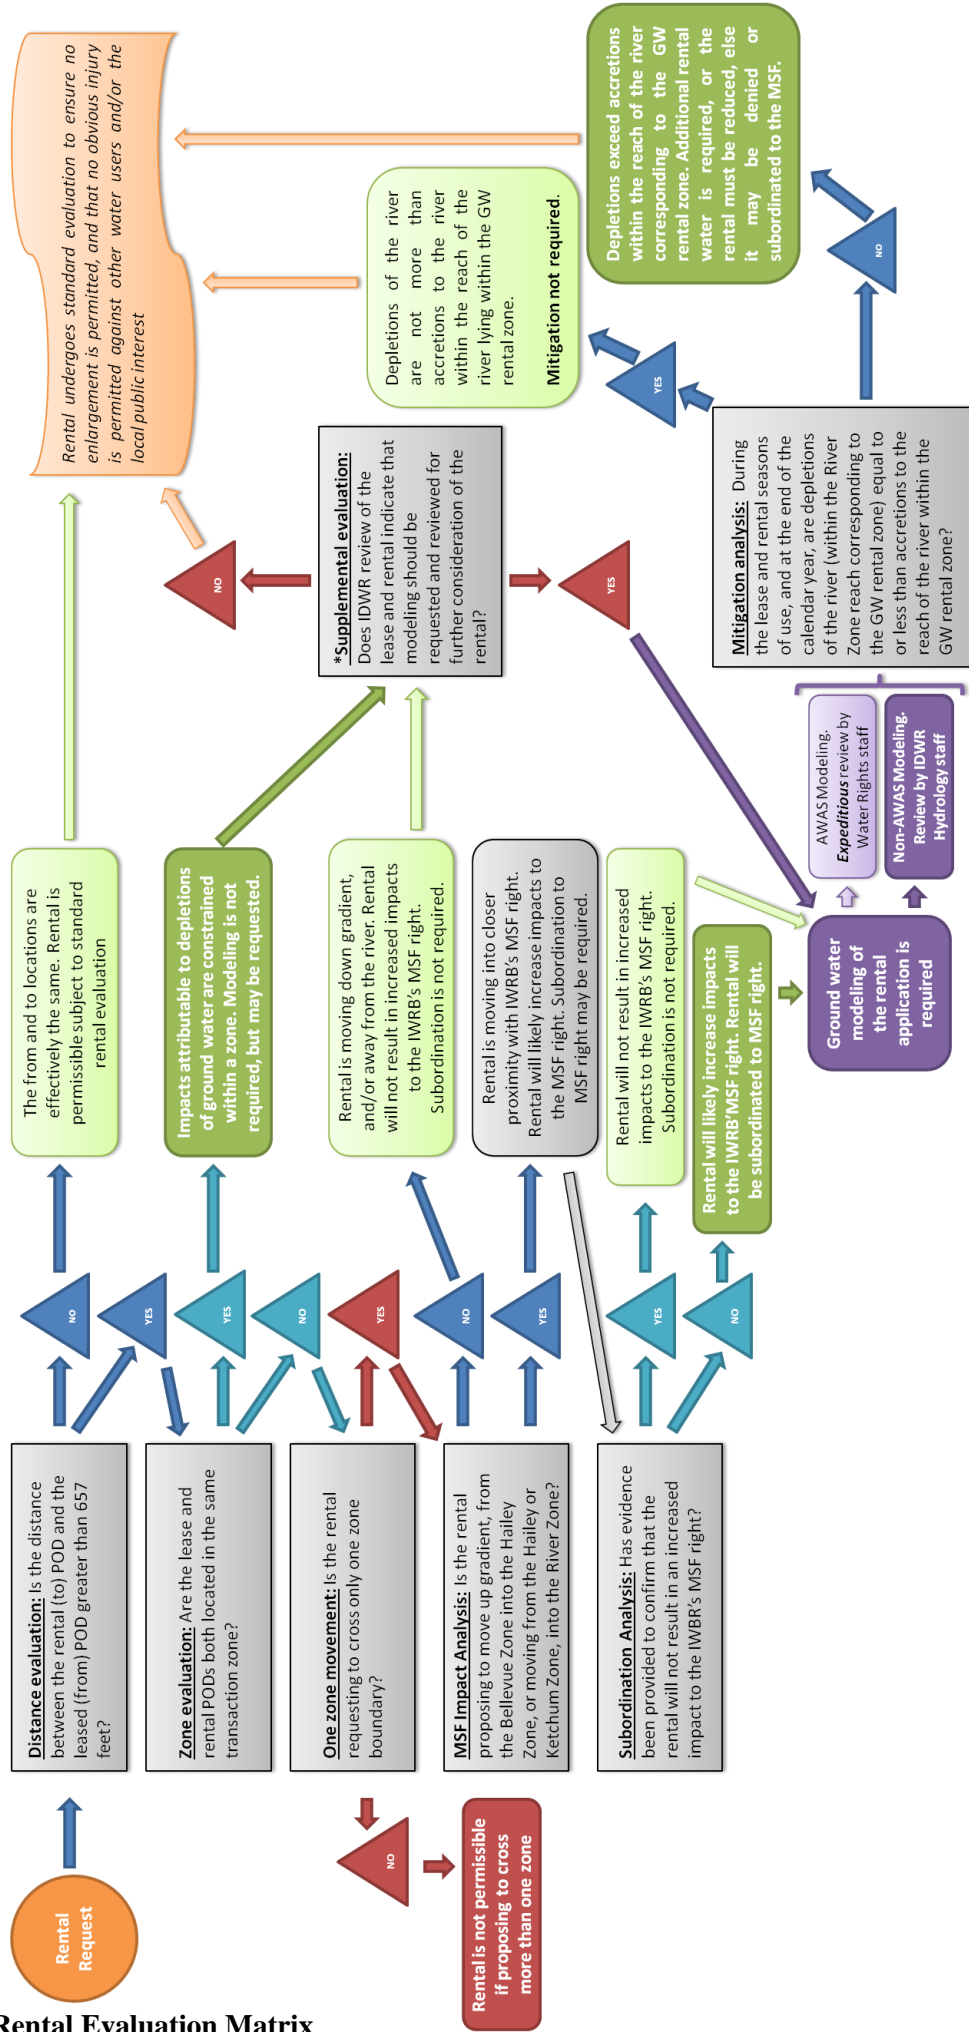 Rental Evaluation Matrix
Rental
Request
Distance evaluation: Is the distance
between the rental (to) POD and the
leased (from) POD greater than 657
feet?
NO
YES
The from and to locations are
effectively the same. Rental is
permissible subject to standard
rental evaluation
Rental undergoes standard evaluation to ensure no
enlargement is permitted, and that no obvious injury
is permitted against other water users and/or the
local public interest
Zone evaluation: Are the lease and
rental PODs both located in the same
transaction zone?
YES
NO
Impacts attributable to depletions
of ground water are constrained
within a zone. Modeling is not
required, but may be requested.
One zone movement: Is the rental
requesting to cross only one zone
boundary?
YES
NO
Rental is not permissible
if proposing to cross
more than one zone
MSF Impact Analysis: Is the rental
proposing to move up gradient, from
the Bellevue Zone into the Hailey
Zone, or moving from the Hailey or
Ketchum Zone, into the River Zone?
NO
YES
Rental is moving down gradient,
and/or away from the river. Rental
will not result in increased impacts
to the IWRB's MSF right.
Subordination is not required.
Rental is moving into closer
proximity with IWRB's MSF right.
Rental will likely increase impacts to
the MSF right. Subordination to
MSF right may be required.
Subordination Analysis: Has evidence
been provided to confirm that the
rental will not result in an increased
impact to the IWBR's MSF right?
YES
NO
Rental will not result in increased
impacts to the IWRB's MSF right.
Subordination is not required.
Rental will likely increase impacts
to the IWRB'MSF right. Rental will
be subordinated to MSF right.
*Supplemental evaluation:
Does IDWR review of the
lease and rental indicate that
modeling should be
requested and reviewed for
further consideration of the
rental?
NO
YES
Ground water
modeling of
the rental
application is
required
AWAS Modeling.
Expeditious review by
Water Rights staff
Non-AWAS Modeling.
Review by IDWR
Hydrology staff
Mitigation analysis: During
the lease and rental seasons
of use, and at the end of the
calendar year, are depletions
of the river (within the River
Zone reach corresponding to
the GW rental zone) equal to
or less than accretions to the
reach of the river within the
GW rental zone?
YES
NO
Depletions of the river
are not more than
accretions to the river
within the reach of the
river lying within the GW
rental zone.
Mitigation not required.
Depletions exceed accretions
within the reach of the river
corresponding to the GW
rental zone. Additional rental
water is required, or the
rental must be reduced, else
it may be denied or
subordinated to the MSF.